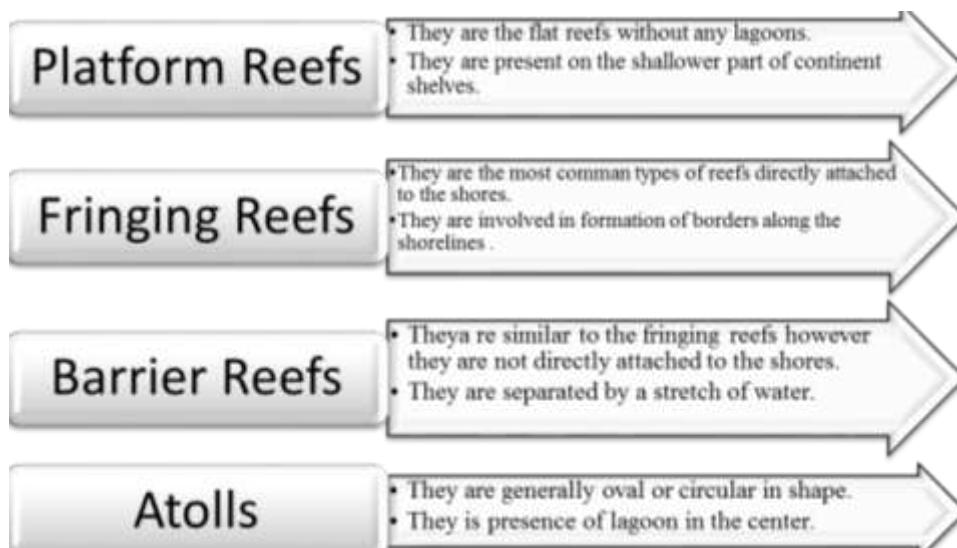 Platform Reefs
• They are the flat reefs without any lagoons.
• They are present on the shallower part of continent
shelves.
Fringing Reefs
•They are the most comman types of reefs directly attached
to the shores.
•They are involved in formation of borders along the
shorelines .
Barrier Reefs
• Theya re similar to the fringing reefs however
they are not directly attached to the shores.
• They are separated by a stretch of water.
Atolls
• They are generally oval or circular in shape.
• They is presence of lagoon in the center.